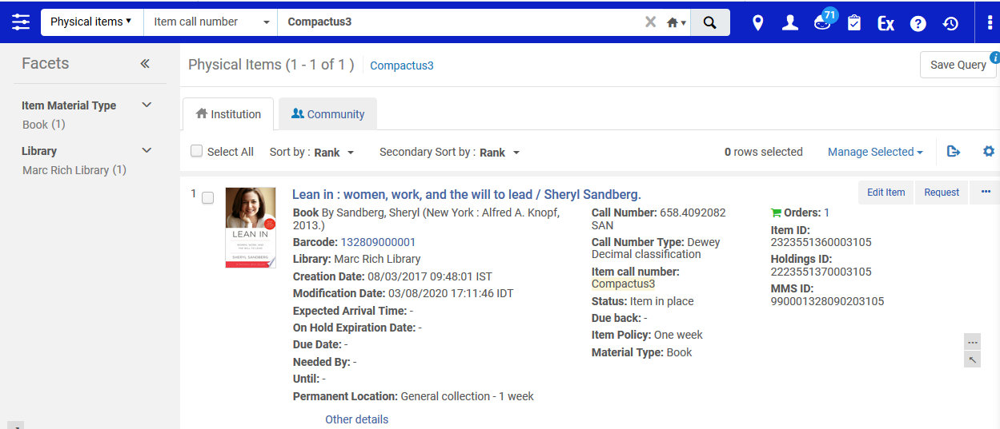 Physical items
Item call number
Compactus3
71
Ex
?
Facets
Physical Items (1 - 1 of 1 )
Compactus3
Save Query
i
Item Material Type
Book (1)
Library
Marc Rich Library (1)
Institution
Community
Select All
Sort by : Rank
Secondary Sort by : Rank
0 rows selected
Manage Selected
1
LEAN IN
SHERYL SANDBERG
Lean in : women, work, and the will to lead / Sheryl Sandberg.
Book By Sandberg, Sheryl (New York : Alfred A. Knopf,
2013.)
Barcode: 132809000001
Library: Marc Rich Library
Creation Date: 08/03/2017 09:48:01 IST
Modification Date: 03/08/2020 17:11:46 IDT
Expected Arrival Time: -
On Hold Expiration Date: -
Due Date: -
Needed By: -
Until: -
Permanent Location: General collection - 1 week
Other details
Call Number: 658.4092082
SAN
Call Number Type: Dewey
Decimal classification
Item call number:
Compactus3
Status: Item in place
Due back: -
Item Policy: One week
Material Type: Book
Edit Item
Request
Orders: 1
Item ID:
2323551360003105
Holdings ID:
2223551370003105
MMS ID:
990001328090203105